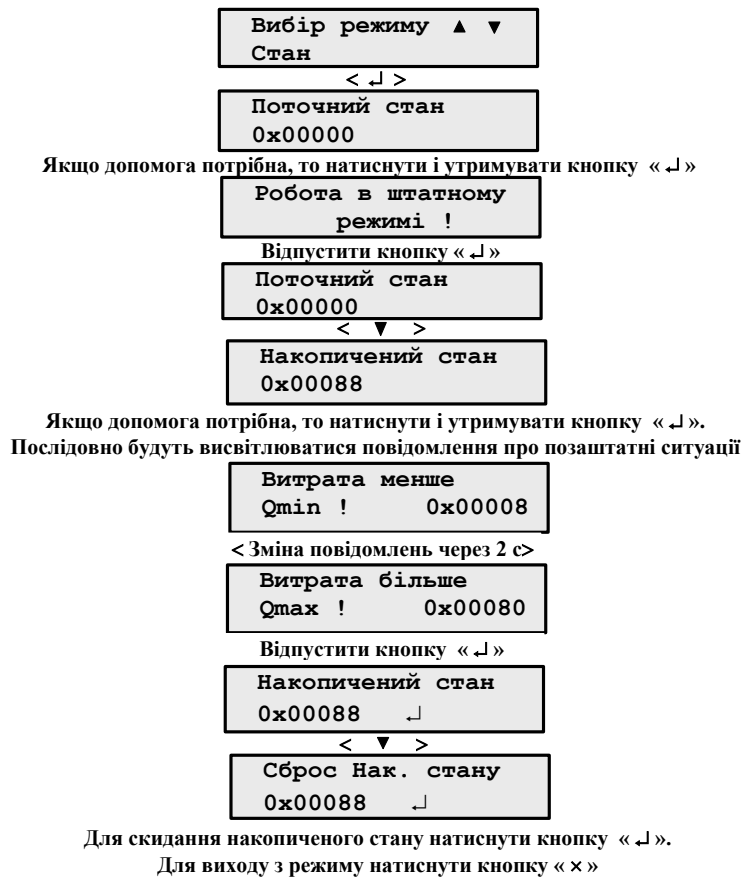 Вибір режиму ▲ ▼
Стан
< ↵ >
Поточний стан
0x00000
Якщо допомога потрібна, то натиснути і утримувати кнопку « ↵ »
Робота в штатному
режимі !
Відпустити кнопку « ↵ »
Поточний стан
0x00000
< ▼ >
Накопичений стан
0x00088
Якщо допомога потрібна, то натиснути і утримувати кнопку « ↵ ».
Послідовно будуть висвітлюватися повідомлення про позаштатні ситуації
Витрата менше
Qmin ! 0x00008
< Зміна повідомлень через 2 с>
Витрата більше
Qmax ! 0x00080
Відпустити кнопку « ↵ »
Накопичений стан
0x00088 ↵
< ▼ >
Сброс Нак. стану
0x00088 ↵
Для скидання накопиченого стану натиснути кнопку « ↵ ».
Для виходу з режиму натиснути кнопку « × »